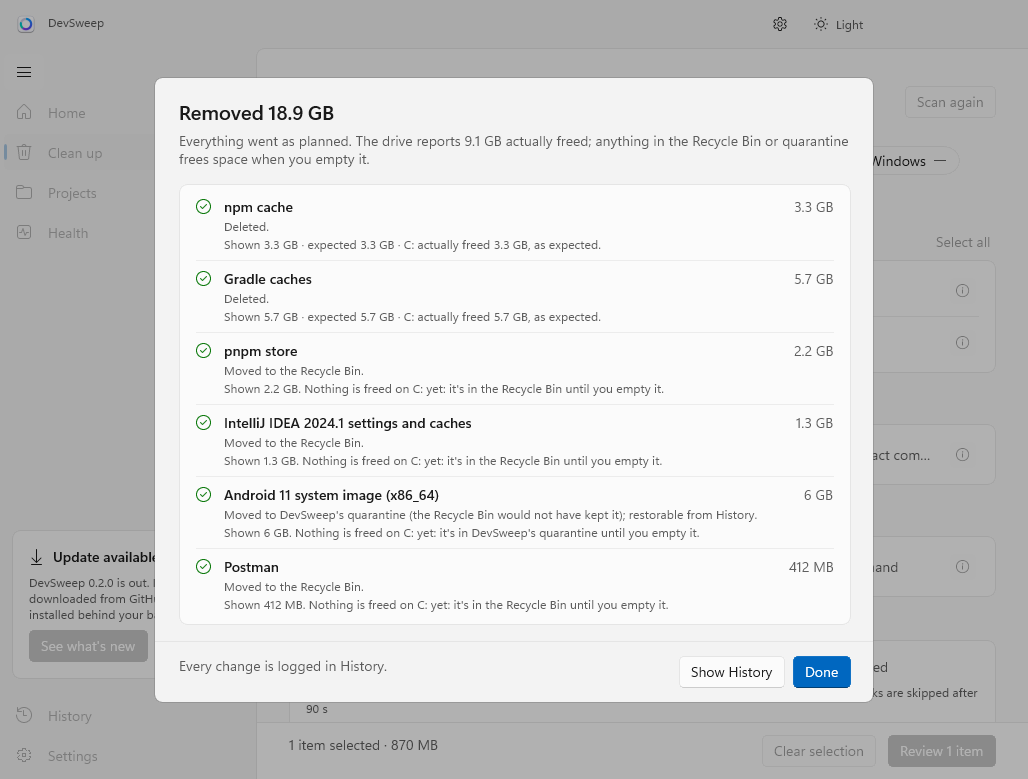 DevSweep
Light
Home
Clean up
Projects
Health
Scan again
Windows
Select all
Removed 18.9 GB
Everything went as planned. The drive reports 9.1 GB actually freed; anything in the Recycle Bin or quarantine
frees space when you empty it.
npm cache
3.3 GB
Deleted.
Shown 3.3 GB · expected 3.3 GB · C: actually freed 3.3 GB, as expected.
Gradle caches
5.7 GB
Deleted.
Shown 5.7 GB · expected 5.7 GB · C: actually freed 5.7 GB, as expected.
pnpm store
2.2 GB
Moved to the Recycle Bin.
Shown 2.2 GB. Nothing is freed on C: yet: it's in the Recycle Bin until you empty it.
IntelliJ IDEA 2024.1 settings and caches
1.3 GB
Moved to the Recycle Bin.
Shown 1.3 GB. Nothing is freed on C: yet: it's in the Recycle Bin until you empty it.
Android 11 system image (x86_64)
6 GB
Moved to DevSweep's quarantine (the Recycle Bin would not have kept it); restorable from History.
Shown 6 GB. Nothing is freed on C: yet: it's in DevSweep's quarantine until you empty it.
Postman
412 MB
Moved to the Recycle Bin.
Shown 412 MB. Nothing is freed on C: yet: it's in the Recycle Bin until you empty it.
Every change is logged in History.
Show History
Done
com...
Update available
DevSweep 0.2.0 is out.
downloaded from
installed behind your
See what's new
are skipped after
90 s
History
Settings
1 item selected · 870 MB
Clear selection
Review 1 item